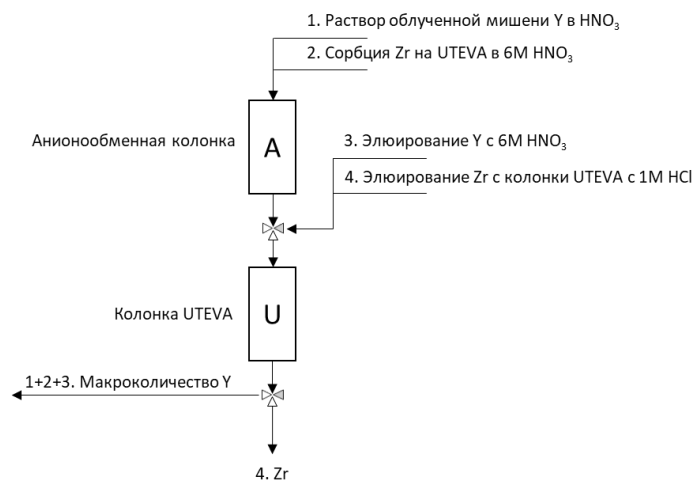 1. Раствор облученной мишени Y в HNO₃
2. Сорбция Zr на UTEVA в 6M HNO₃
Анионообменная колонка
A
3. Элюирование Y с 6M HNO₃
4. Элюирование Zr с колонки UTEVA с 1M HCl
Колонка UTEVA
U
1+2+3. Макроколичество Y
4. Zr